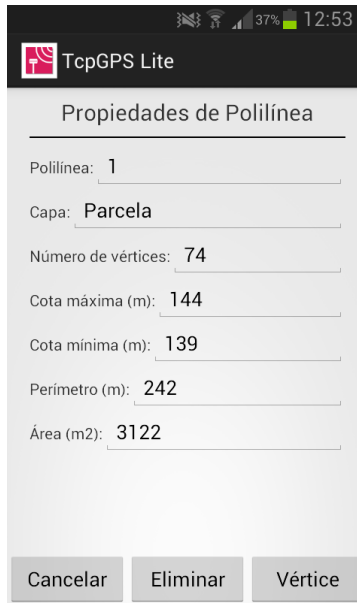 37% 12:53
TcpGPS Lite
Propiedades de Polilínea
Polilínea: 1
Capa: Parcela
Número de vértices: 74
Cota máxima (m): 144
Cota mínima (m): 139
Perímetro (m): 242
Área (m2): 3122
Cancelar Eliminar Vértice